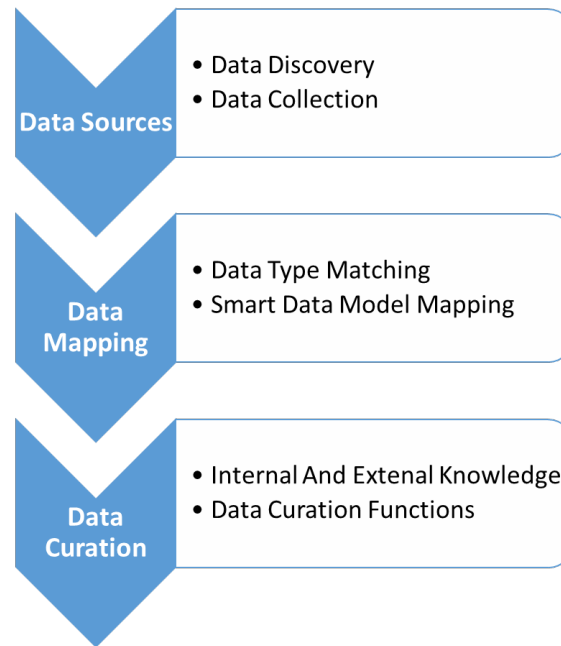 Data Sources
• Data Discovery
• Data Collection
Data
Mapping
• Data Type Matching
• Smart Data Model Mapping
Data
Curation
• Internal And Extenal Knowledge
• Data Curation Functions